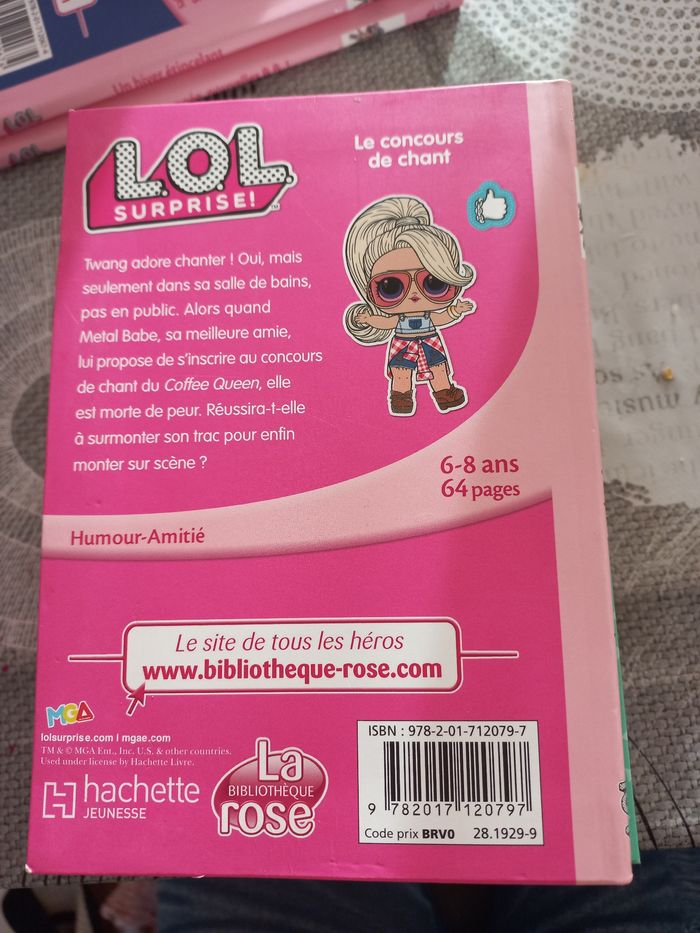 Un hiver étincelant
LOL
L.O.L.
SURPRISE!
™
Le concours
de chant
Twang adore chanter ! Oui, mais
seulement dans sa salle de bains,
pas en public. Alors quand
Metal Babe, sa meilleure amie,
lui propose de s'inscrire au concours
de chant du Coffee Queen, elle
est morte de peur. Réussira-t-elle
à surmonter son trac pour enfin
monter sur scène ?
6-8 ans
64 pages
Humour-Amitié
Le site de tous les héros
www.bibliotheque-rose.com
MGA
lolsurprise.com | mgae.com
TM & © MGA Ent., Inc. U.S. & other countries.
Used under license by Hachette Livre.
hachette
JEUNESSE
La
BIBLIOTHÈQUE
rose
ISBN : 978-2-01-712079-7
9 782017 120797
Code prix BRV0 28.1929-9